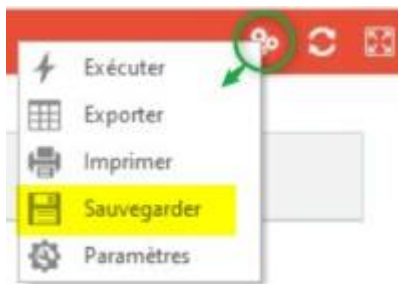 Exécuter
Exporter
Imprimer
Sauvegarder
Paramètres